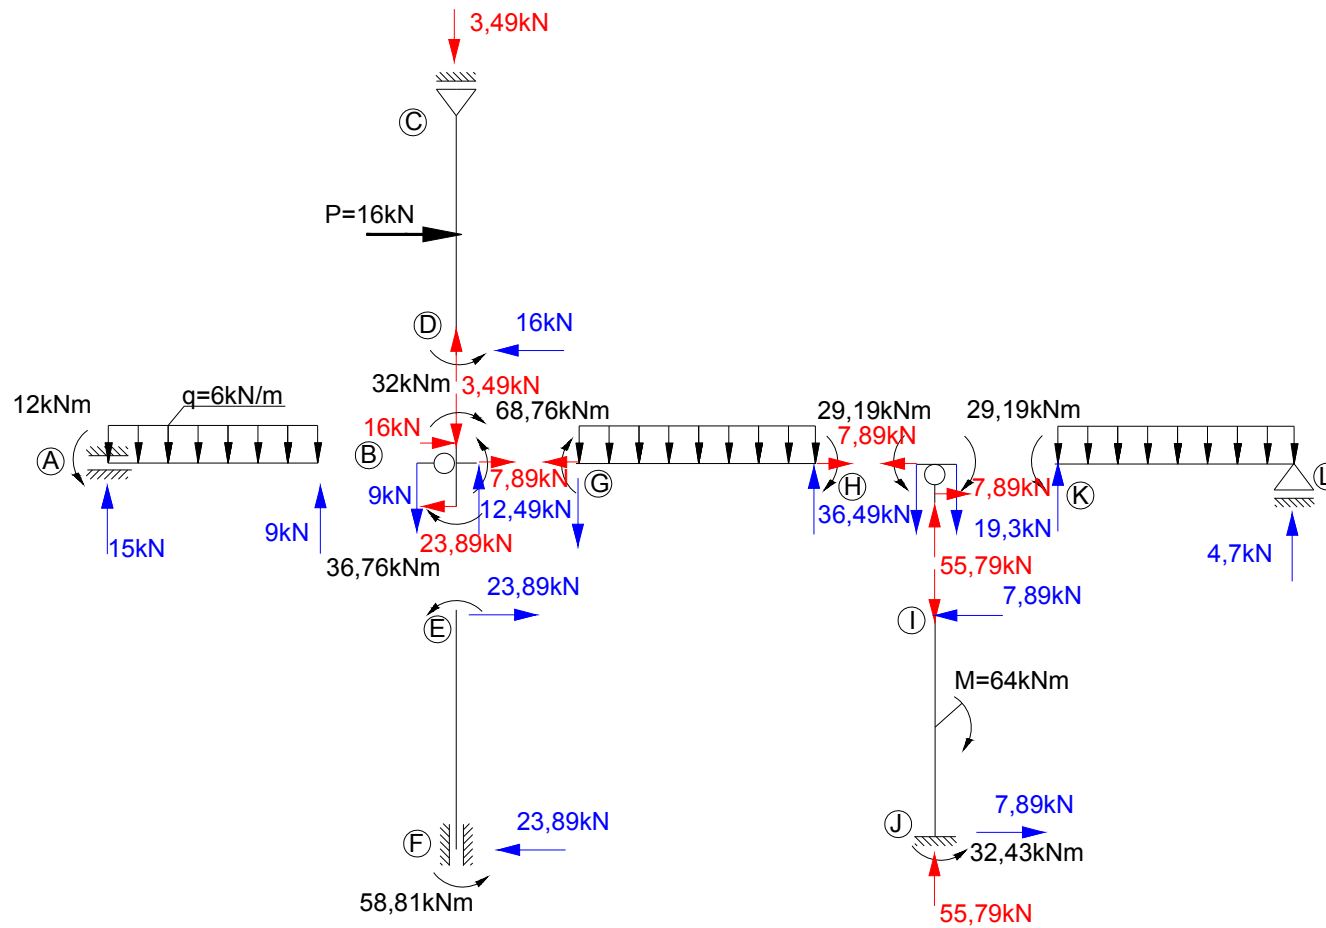 3,49kN
C
P=16kN
D
16kN
32kNm
3,49kN
12kNm
q=6kN/m
68,76kNm
29,19kNm
29,19kNm
16kN
7,89kN
A
B
7,89kN
G
H
7,89kN
K
L
9kN
12,49kN
36,49kN
19,3kN
15kN
9kN
23,89kN
4,7kN
36,76kNm
55,79kN
23,89kN
7,89kN
E
I
M=64kNm
F
23,89kN
J
7,89kN
32,43kNm
58,81kNm
55,79kN